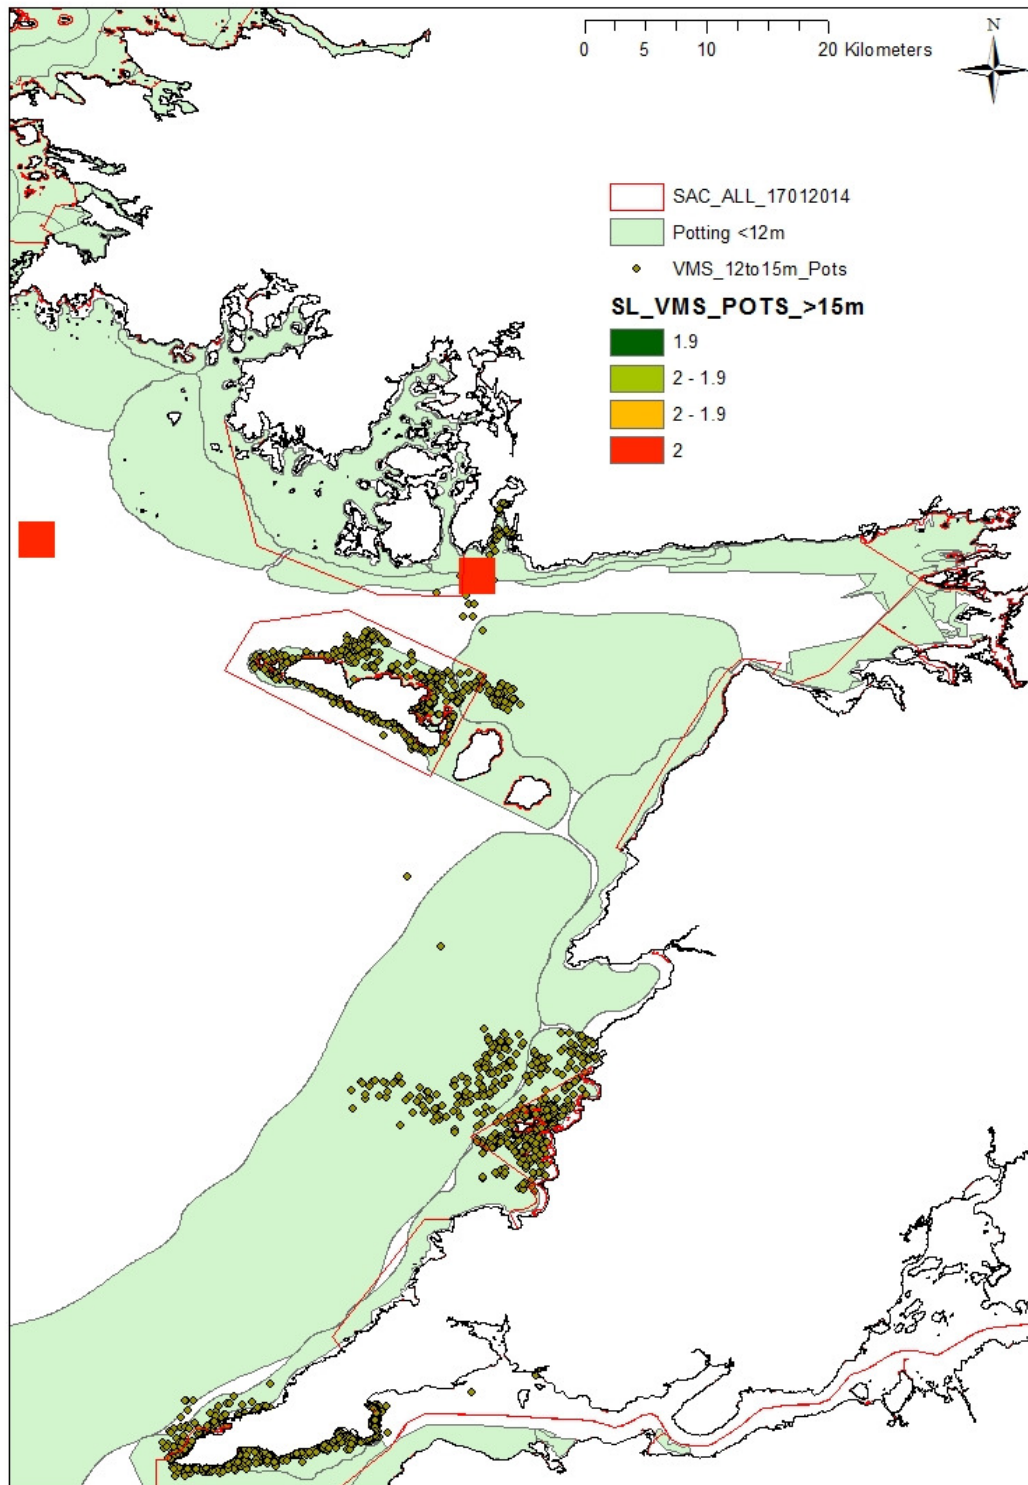 N
0 5 10 20 Kilometers
SAC_ALL_17012014
Potting <12m
VMS_12to15m_Pots
SL_VMS_POTS_>15m
1.9
2 - 1.9
2 - 1.9
2